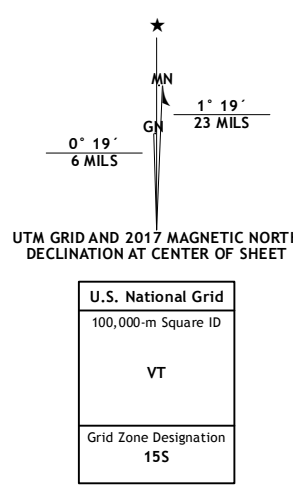 ★
MN
1° 19´
23 MILS
GN
0° 19´
6 MILS
UTM GRID AND 2017 MAGNETIC NORTH
DECLINATION AT CENTER OF SHEET
U.S. National Grid
100,000-m Square ID
VT
Grid Zone Designation
15S